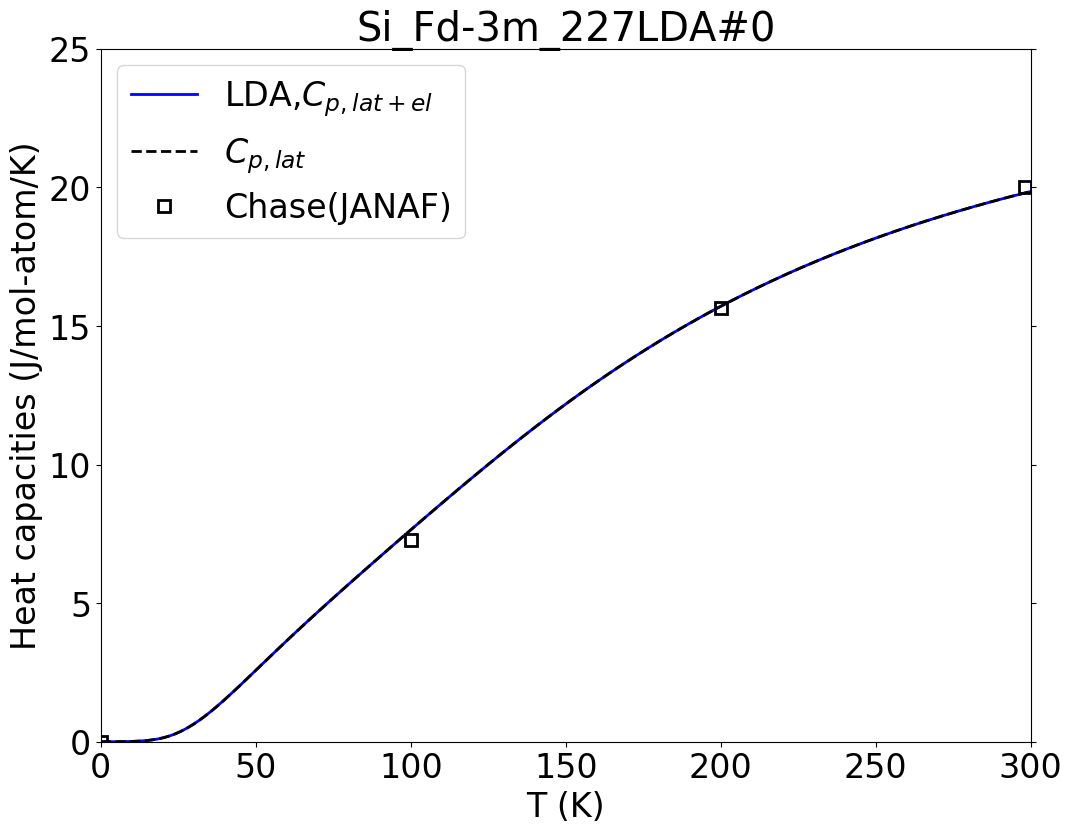 Si_Fd-3m_227LDA#0
25
20
15
10
5
0
Heat capacities (J/mol-atom/K)
LDA,C_{p, lat+el}
C_{p, lat}
Chase(JANAF)
0 50 100 150 200 250 300
T (K)